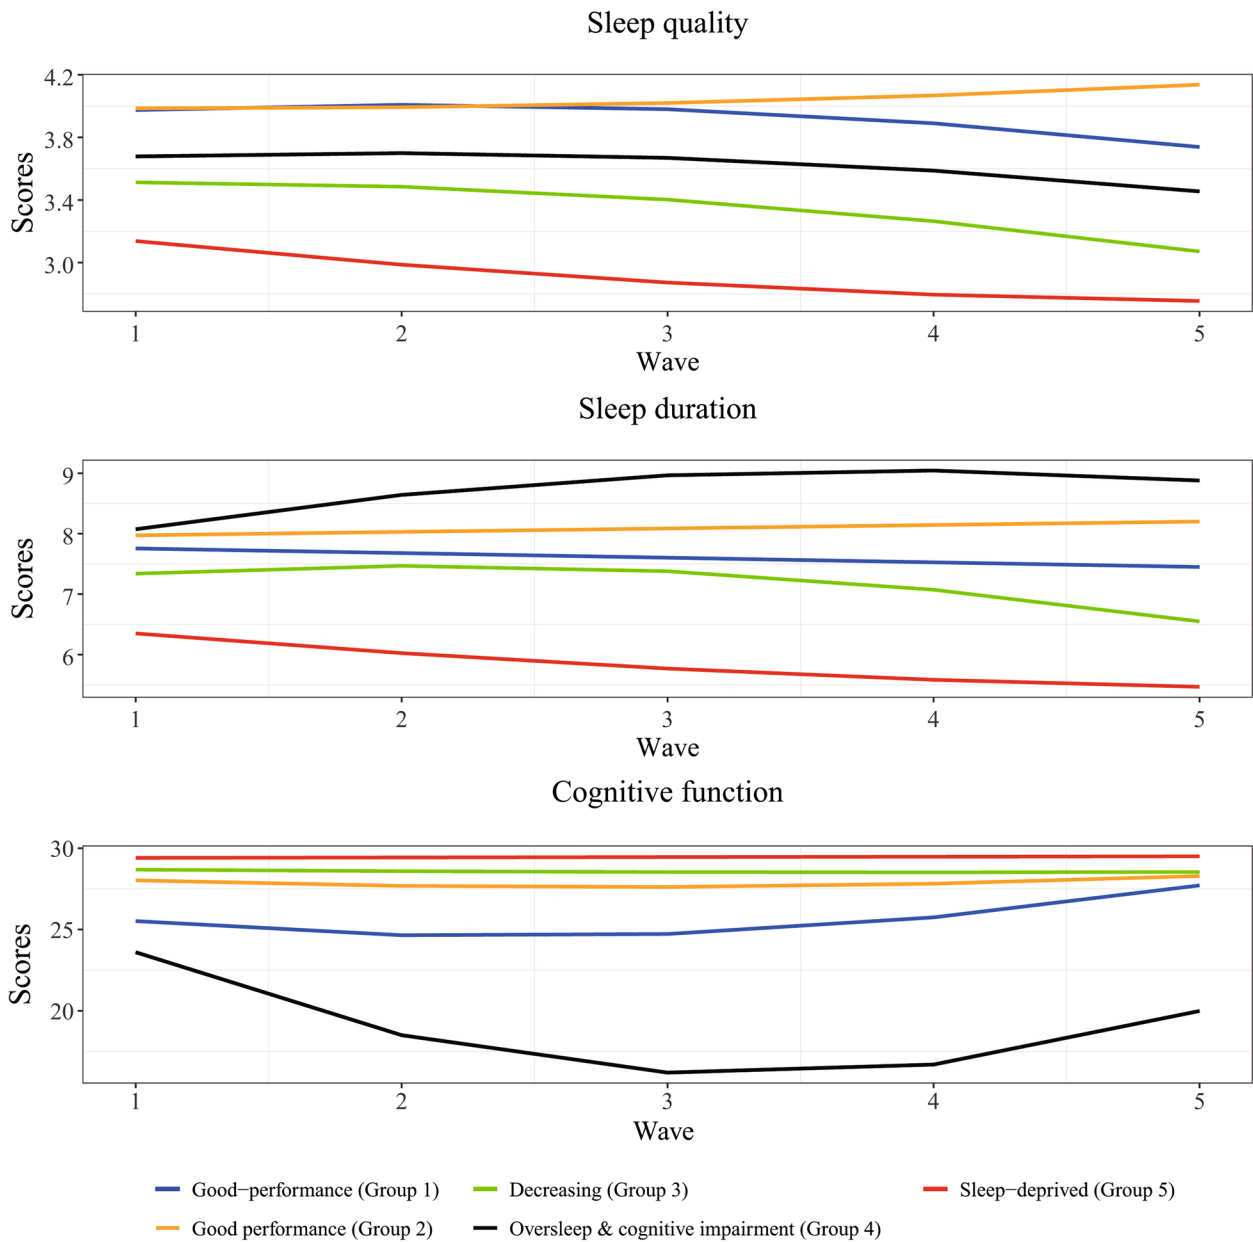 Sleep quality
4.2
3.8
3.4
3.0
Scores
1 2 3 4 5
Wave
Sleep duration
9
8
7
6
Scores
1 2 3 4 5
Wave
Cognitive function
30
25
20
Scores
1 2 3 4 5
Wave
Good−performance (Group 1) Decreasing (Group 3) Sleep−deprived (Group 5)
Good performance (Group 2) Oversleep & cognitive impairment (Group 4)